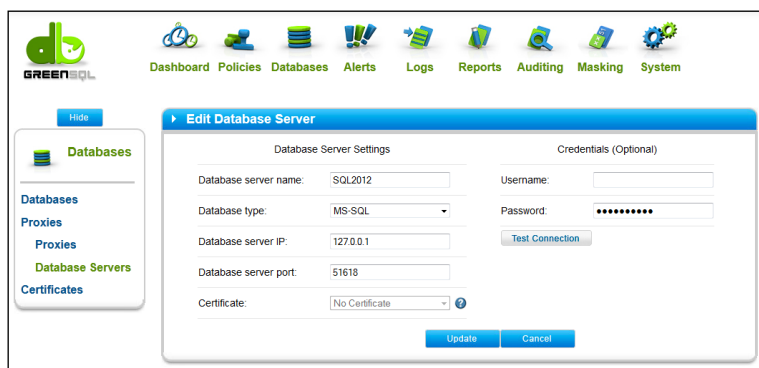 GREENSQL
Dashboard Policies Databases Alerts Logs Reports Auditing Masking System
Hide
Databases
Databases
Proxies
Proxies
Database Servers
Certificates
Edit Database Server
Database Server Settings
Database server name: SQL2012
Database type: MS-SQL
Database server IP: 127.0.0.1
Database server port: 51618
Certificate: No Certificate ?
Credentials (Optional)
Username:
Password: ●●●●●●●●●●
Test Connection
Update Cancel